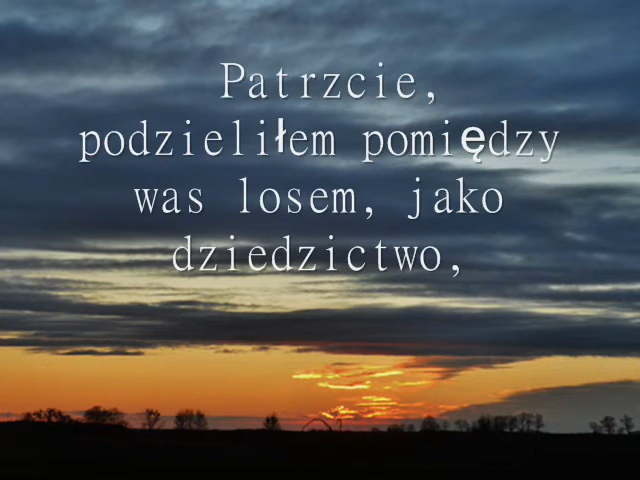 Patrzcie,
podzieliłem pomiędzy
was losem, jako
dziedzictwo,